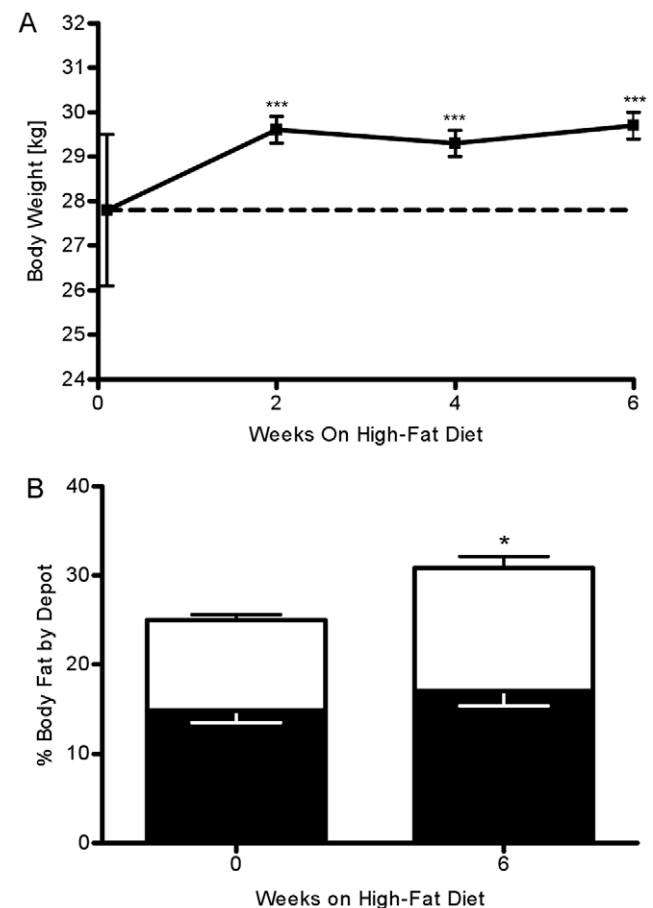 A
32
31
30
29
28
27
26
25
24
Body Weight [kg]
***
***
***
0 2 4 6
Weeks On High-Fat Diet
B
40
30
20
10
0
% Body Fat by Depot
*
0 6
Weeks on High-Fat Diet